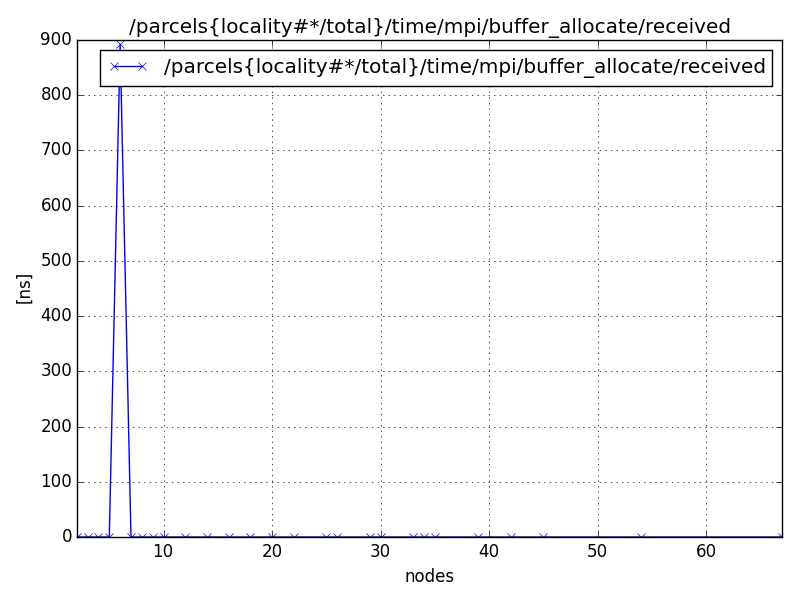 /parcels{locality#*/total}/time/mpi/buffer_allocate/received
/parcels{locality#*/total}/time/mpi/buffer_allocate/received
900
800
700
600
500
400
300
200
100
0
[ns]
10 20 30 40 50 60
nodes